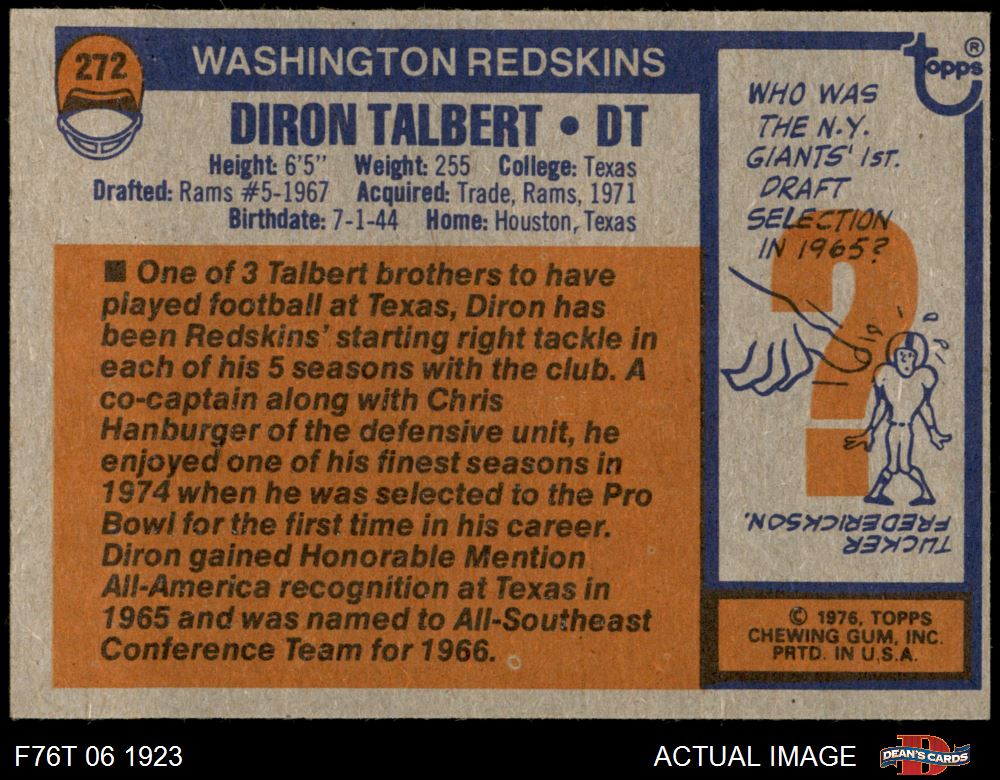 272
WASHINGTON REDSKINS
DIRON TALBERT • DT
Height: 6'5" Weight: 255 College: Texas
Drafted: Rams #5-1967 Acquired: Trade, Rams, 1971
Birthdate: 7-1-44 Home: Houston, Texas
■ One of 3 Talbert brothers to have
played football at Texas, Diron has
been Redskins' starting right tackle in
each of his 5 seasons with the club. A
co-captain along with Chris
Hanburger of the defensive unit, he
enjoyed one of his finest seasons in
1974 when he was selected to the Pro
Bowl for the first time in his career.
Diron gained Honorable Mention
All-America recognition at Texas in
1965 and was named to All-Southeast
Conference Team for 1966.
topps ®
WHO WAS
THE N.Y.
GIANTS' 1ST.
DRAFT
SELECTION
IN 1965?
?
TUCKER
FREDERICKSON.
© 1976, TOPPS
CHEWING GUM, INC.
PRTD. IN U.S.A.
F76T 06 1923
ACTUAL IMAGE
DEAN'S CARDS